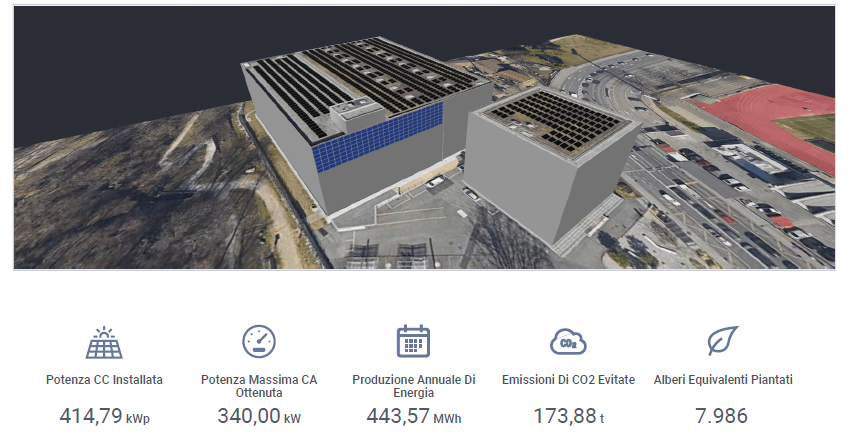 CO2
Potenza CC Installata
414,79 kWp
Potenza Massima CA
Ottenuta
340,00 kW
Produzione Annuale Di
Energia
443,57 MWh
Emissioni Di CO2 Evitate
173,88 t
Alberi Equivalenti Piantati
7.986